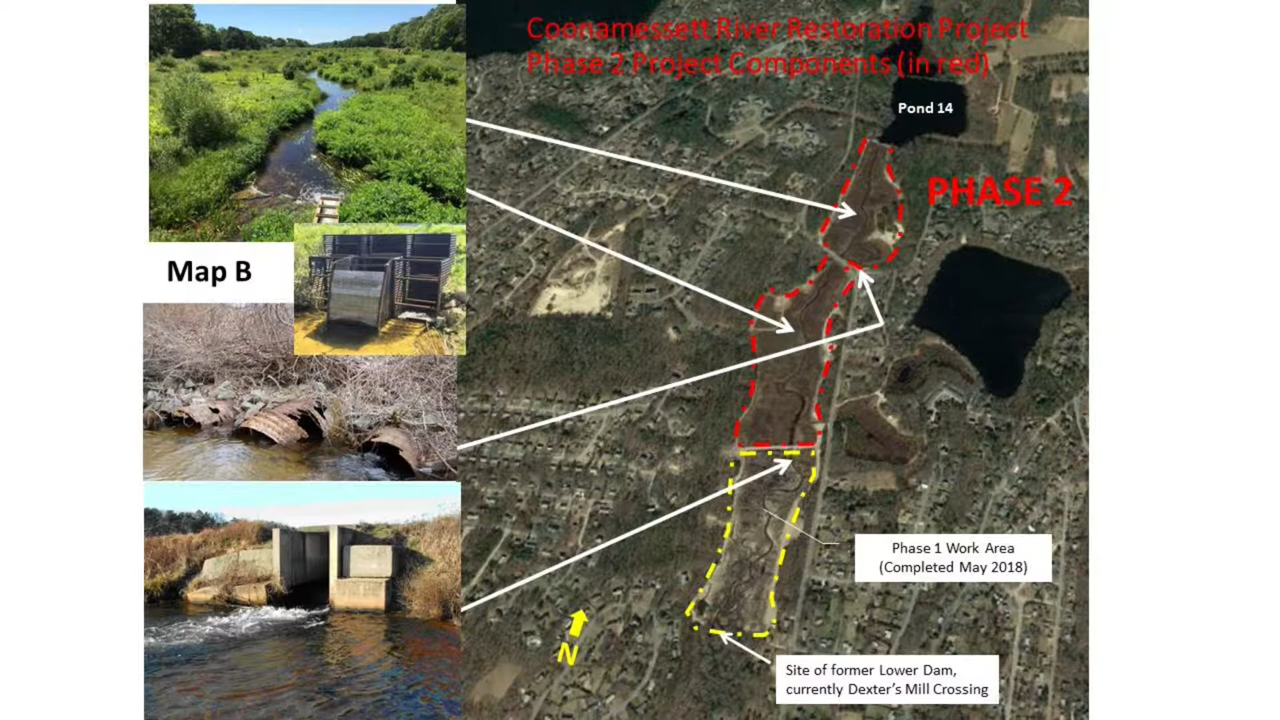 Coonamessett River Restoration Project
Phase 2 Project Components (in red)
Pond 14
PHASE 2
Map B
Phase 1 Work Area
(Completed May 2018)
N
Site of former Lower Dam,
currently Dexter's Mill Crossing